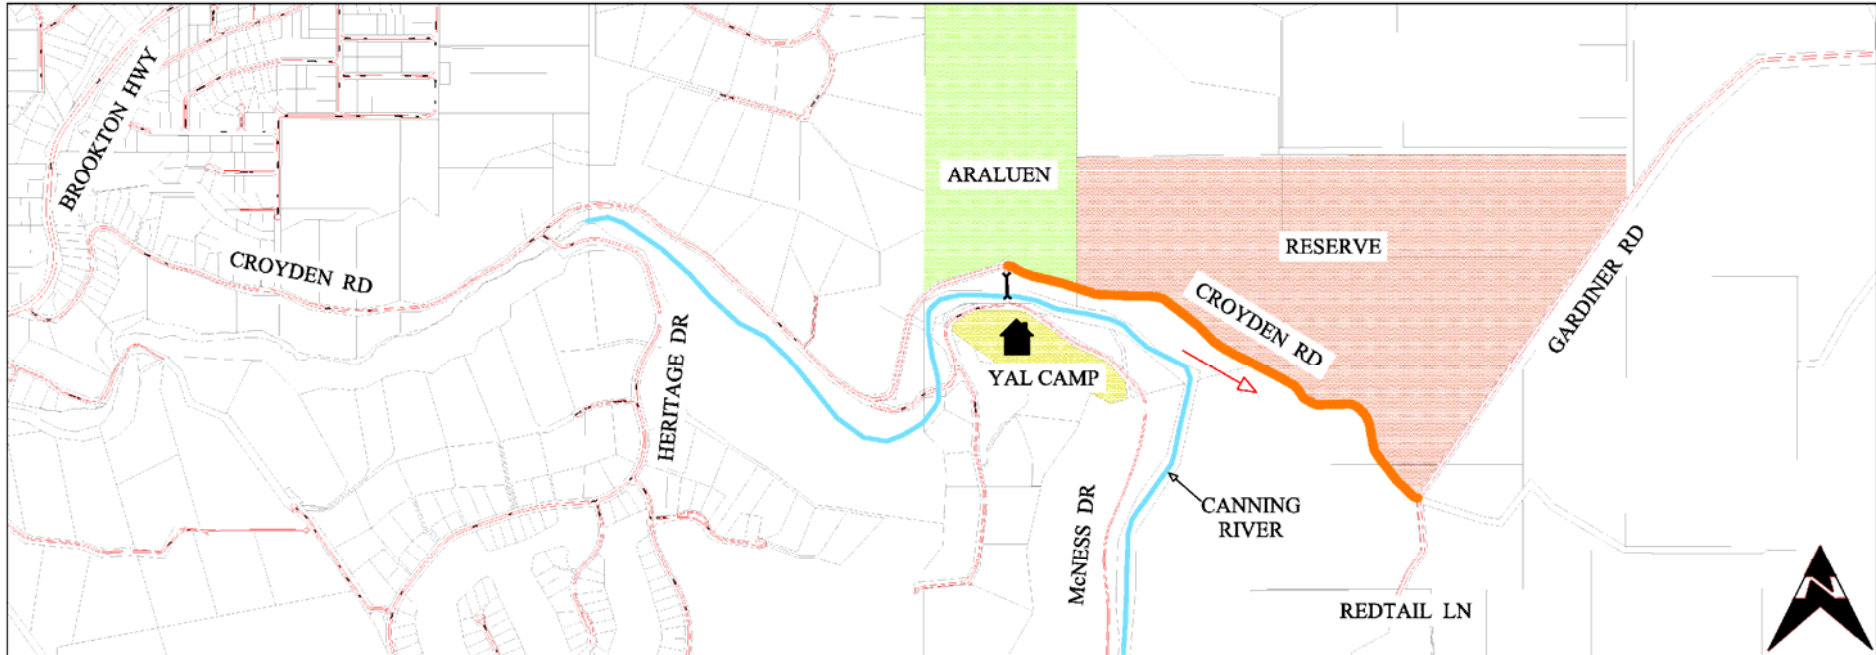 BROOKTON HWY
ARALUEN
RESERVE
CROYDEN RD
CROYDEN RD
GARDINER RD
HERITAGE DR
YAL CAMP
McNESS DR
CANNING
RIVER
REDTAIL LN
N